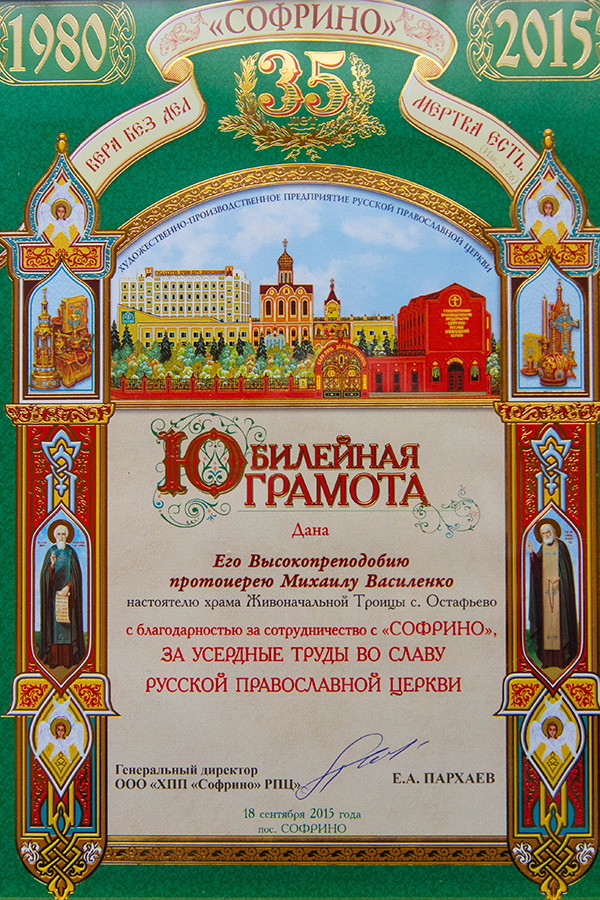 1980
«СОФРИНО»
2015
35
лет
ВЕРА БЕЗ ДЕЛ
МЕРТВА ЕСТЬ.
ХУДОЖЕСТВЕННО-ПРОИЗВОДСТВЕННОЕ ПРЕДПРИЯТИЕ РУССКОЙ ПРАВОСЛАВНОЙ ЦЕРКВИ
ЮБИЛЕЙНАЯ
ГРАМОТА
Дана
Его Высокопреподобию
протоиерею Михаилу Василенко
настоятелю храма Живоначальной Троицы с. Остафьево
с благодарностью за сотрудничество с «СОФРИНО»,
ЗА УСЕРДНЫЕ ТРУДЫ ВО СЛАВУ
РУССКОЙ ПРАВОСЛАВНОЙ ЦЕРКВИ
Генеральный директор
ООО «ХПП «Софрино» РПЦ»
Е.А. ПАРХАЕВ
18 сентября 2015 года
пос. СОФРИНО